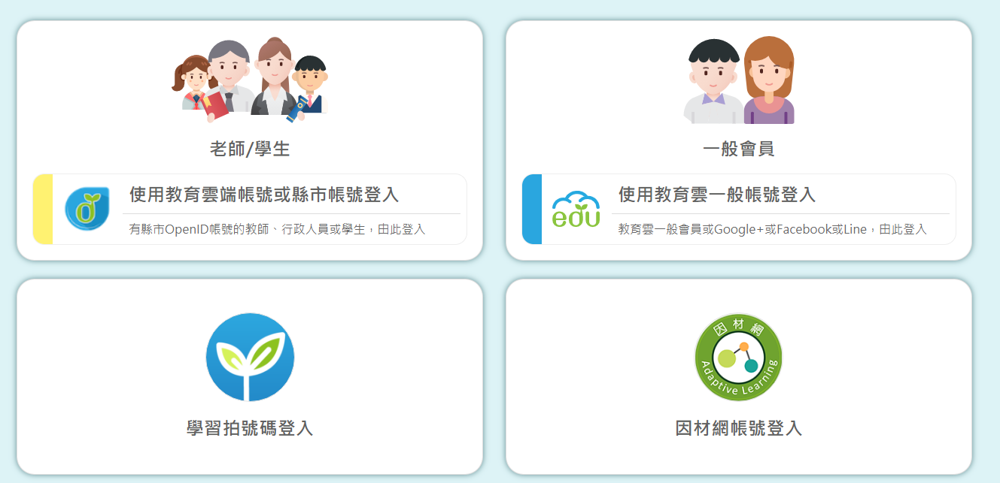 老師/學生
使用教育雲端帳號或縣市帳號登入
有縣市OpenID帳號的教師、行政人員或學生，由此登入
一般會員
edu
使用教育雲一般帳號登入
教育雲一般會員或Google+或Facebook或Line，由此登入
學習拍號碼登入
因材網
Adaptive Learning
因材網帳號登入